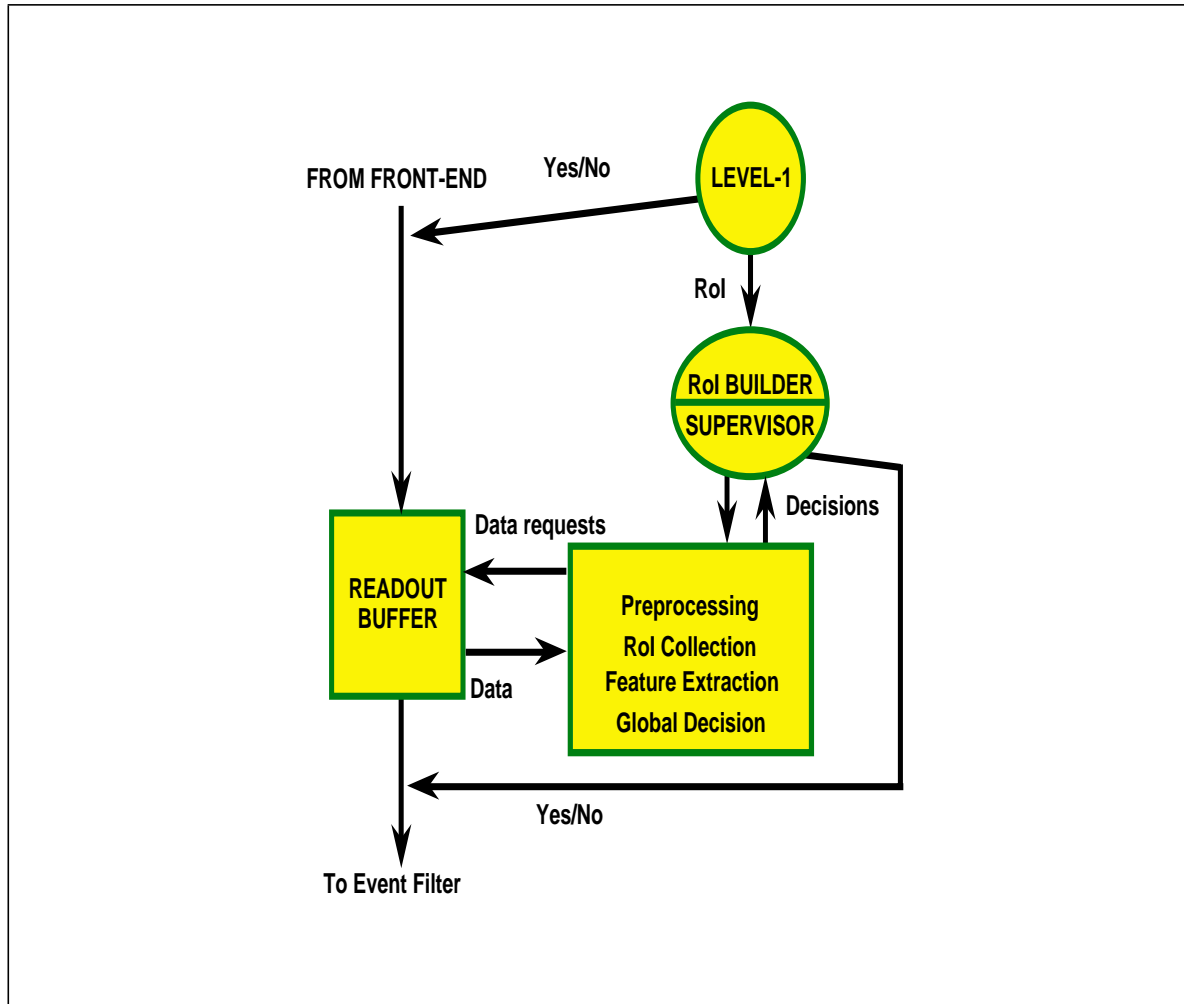 LEVEL-1
Yes/No
FROM FRONT-END
RoI
RoI BUILDER
SUPERVISOR
Decisions
Data requests
READOUT
BUFFER
Preprocessing
RoI Collection
Feature Extraction
Global Decision
Data
Yes/No
To Event Filter